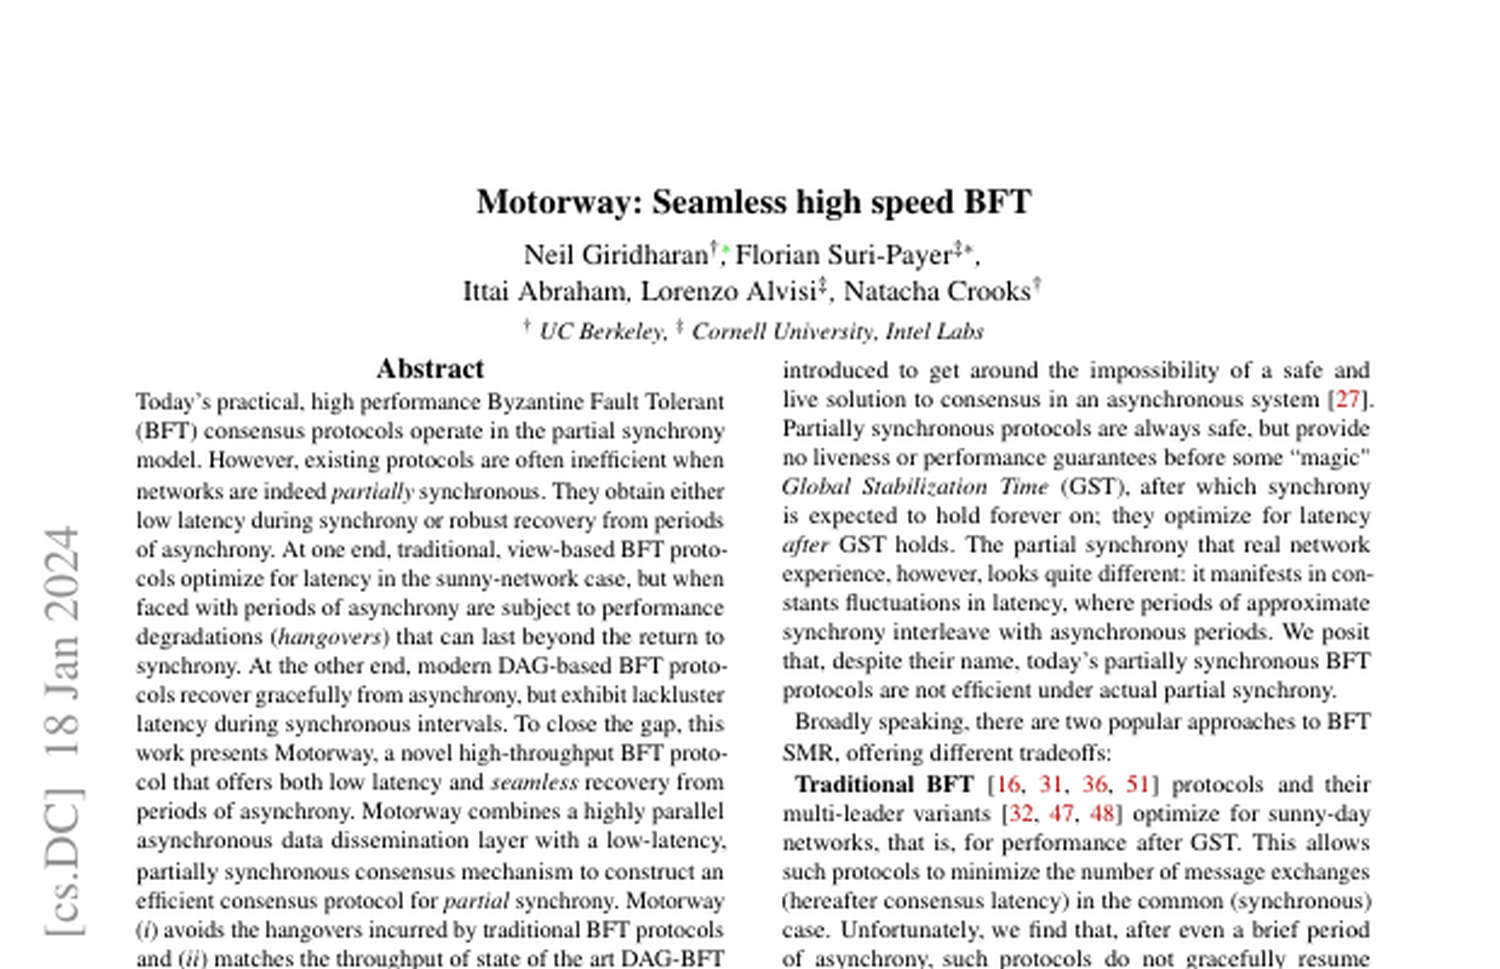 Motorway: Seamless high speed BFT
Neil Giridharan†,* Florian Suri-Payer‡*,
Ittai Abraham, Lorenzo Alvisi‡, Natacha Crooks†
† UC Berkeley, ‡ Cornell University, Intel Labs
Abstract
Today's practical, high performance Byzantine Fault Tolerant
(BFT) consensus protocols operate in the partial synchrony
model. However, existing protocols are often inefficient when
networks are indeed partially synchronous. They obtain either
low latency during synchrony or robust recovery from periods
of asynchrony. At one end, traditional, view-based BFT proto-
cols optimize for latency in the sunny-network case, but when
faced with periods of asynchrony are subject to performance
degradations (hangovers) that can last beyond the return to
synchrony. At the other end, modern DAG-based BFT proto-
cols recover gracefully from asynchrony, but exhibit lackluster
latency during synchronous intervals. To close the gap, this
work presents Motorway, a novel high-throughput BFT proto-
col that offers both low latency and seamless recovery from
periods of asynchrony. Motorway combines a highly parallel
asynchronous data dissemination layer with a low-latency,
partially synchronous consensus mechanism to construct an
efficient consensus protocol for partial synchrony. Motorway
(i) avoids the hangovers incurred by traditional BFT protocols
and (ii) matches the throughput of state of the art DAG-BFT
introduced to get around the impossibility of a safe and
live solution to consensus in an asynchronous system [27].
Partially synchronous protocols are always safe, but provide
no liveness or performance guarantees before some "magic"
Global Stabilization Time (GST), after which synchrony
is expected to hold forever on; they optimize for latency
after GST holds. The partial synchrony that real network
experience, however, looks quite different: it manifests in con-
stants fluctuations in latency, where periods of approximate
synchrony interleave with asynchronous periods. We posit
that, despite their name, today's partially synchronous BFT
protocols are not efficient under actual partial synchrony.
Broadly speaking, there are two popular approaches to BFT
SMR, offering different tradeoffs:
Traditional BFT [16, 31, 36, 51] protocols and their
multi-leader variants [32, 47, 48] optimize for sunny-day
networks, that is, for performance after GST. This allows
such protocols to minimize the number of message exchanges
(hereafter consensus latency) in the common (synchronous)
case. Unfortunately, we find that, after even a brief period
of asynchrony, such protocols do not gracefully resume
[cs.DC] 18 Jan 2024